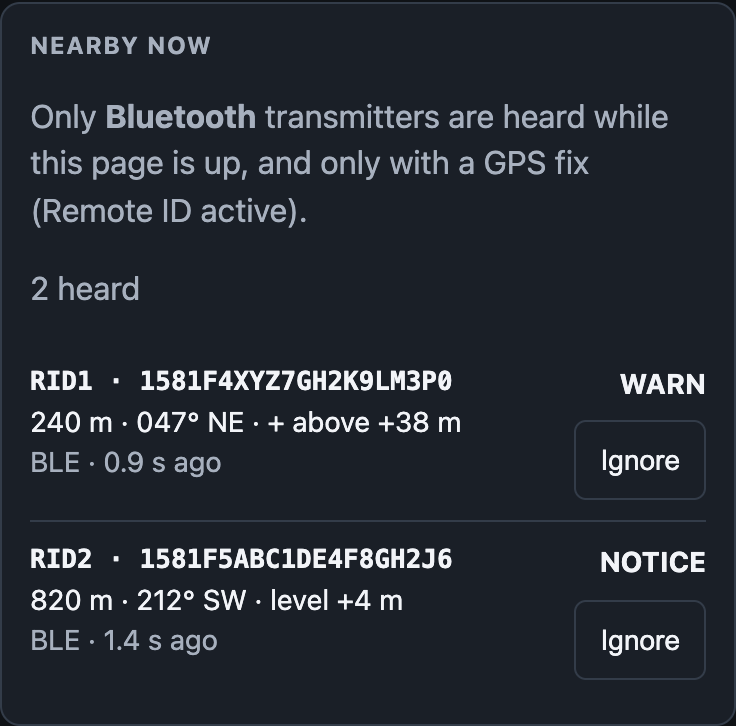 NEARBY NOW
Only Bluetooth transmitters are heard while
this page is up, and only with a GPS fix
(Remote ID active).
2 heard
RID1 · 1581F4XYZ7GH2K9LM3P0
WARN
240 m · 047° NE · + above +38 m
BLE · 0.9 s ago
Ignore
RID2 · 1581F5ABC1DE4F8GH2J6
NOTICE
820 m · 212° SW · level +4 m
BLE · 1.4 s ago
Ignore